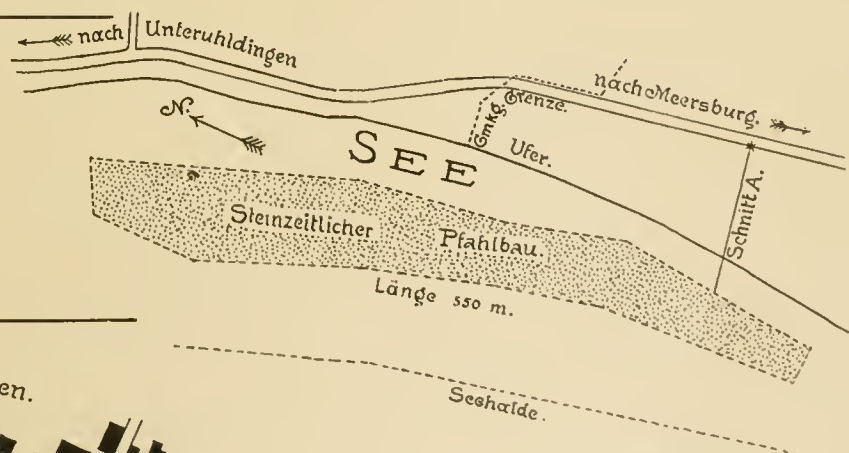 nach Unteruhldingen
nach Meersburg.
N.
Gmkg. Grenze.
SEE
Ufer.
Schnitt A.
Steinzeitlicher Pfahlbau.
Länge 550 m.
Seehalde.
en.